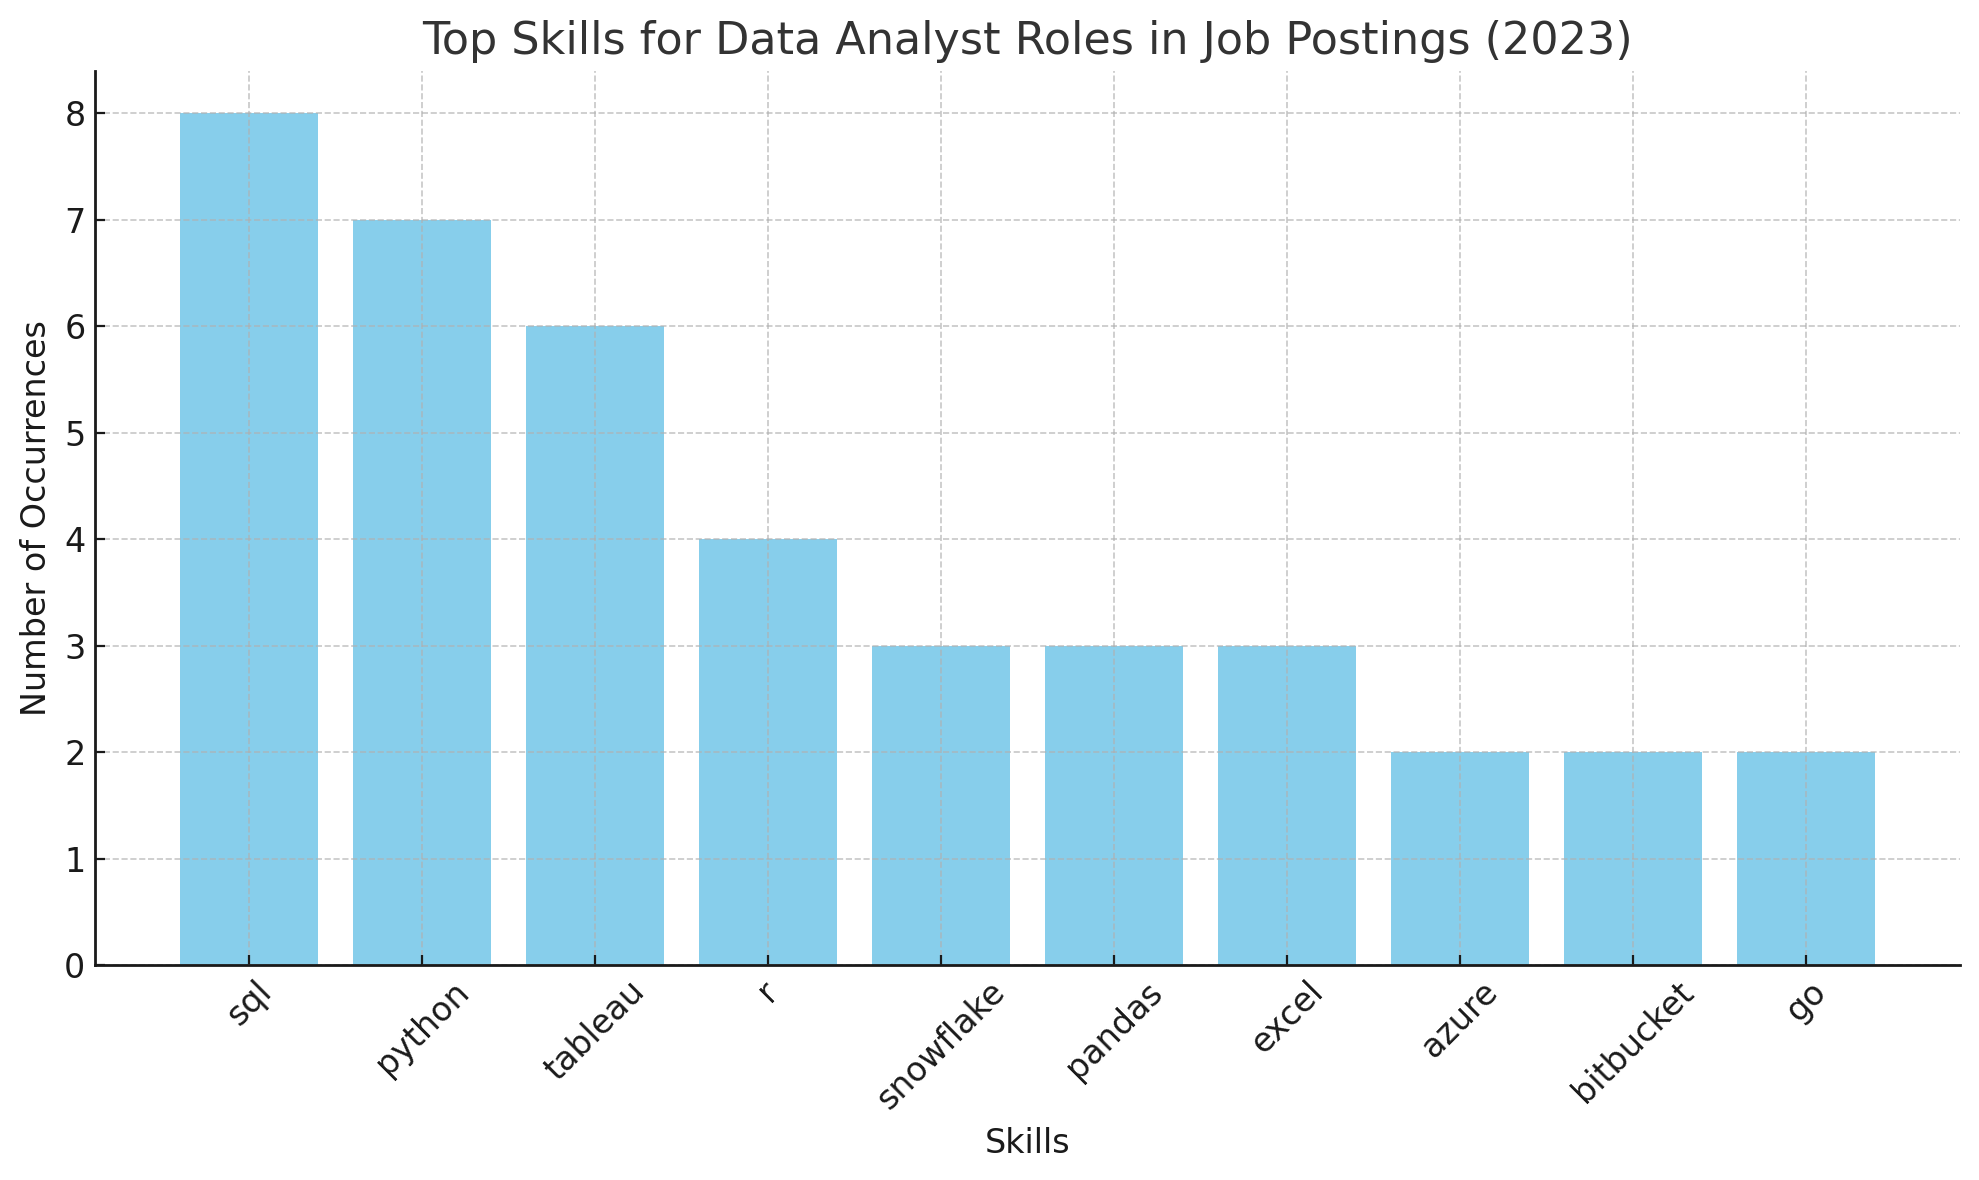 Top Skills for Data Analyst Roles in Job Postings (2023)
Number of Occurrences
8
7
6
5
4
3
2
1
0
sql
python
tableau
r
snowflake
pandas
excel
azure
bitbucket
go
Skills